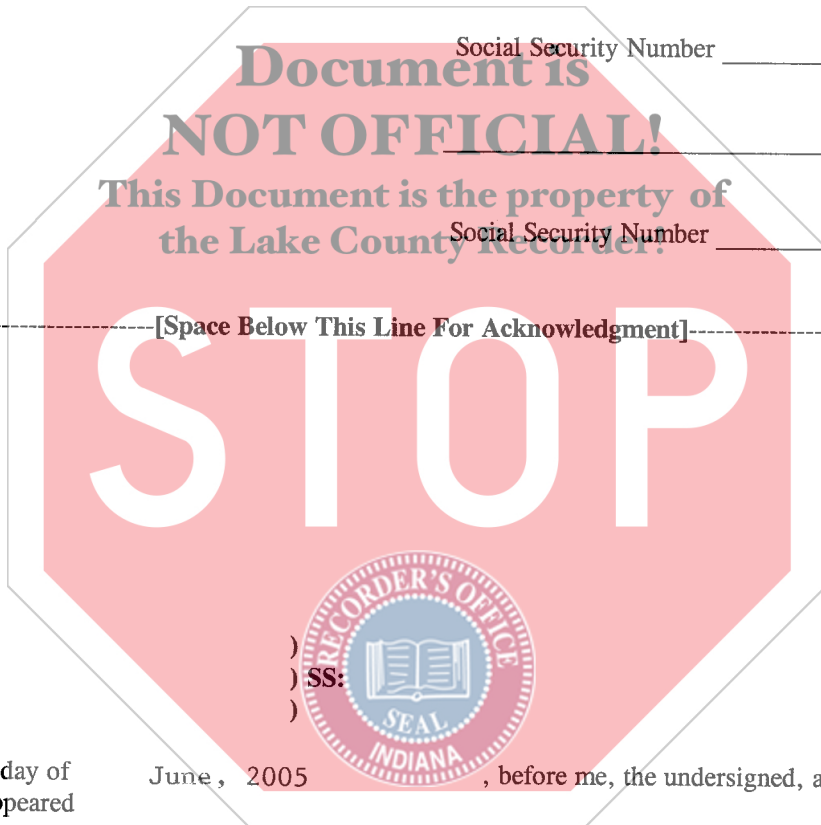 Social Security Number
Document is
NOT OFFICIAL!
This Document is the property of
the Lake County Recorder!
Social Security Number
[Space Below This Line For Acknowledgment]
STOP
)
) SS:
)
RECORDER'S OFFICE
SEAL
INDIANA
day of June, 2005 , before me, the undersigned, a
ppeared